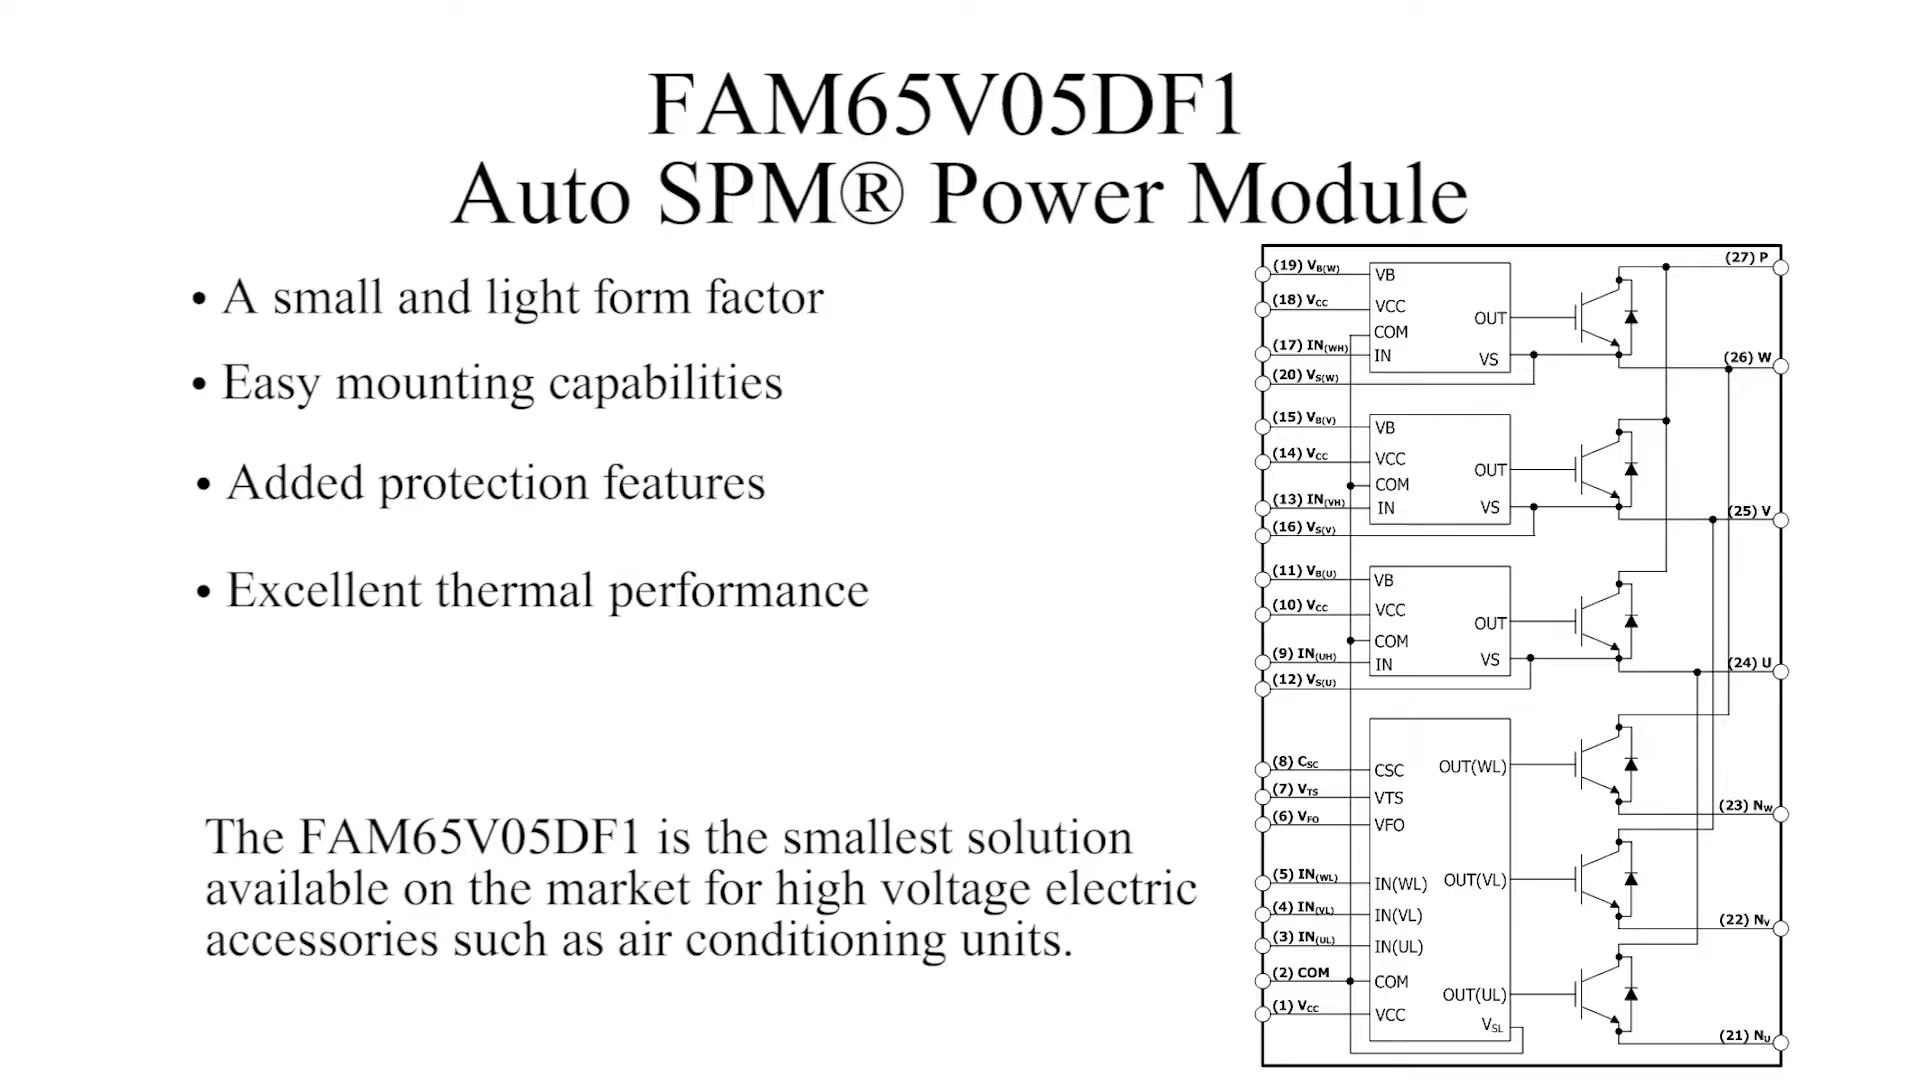 FAM65V05DF1
Auto SPM® Power Module
• A small and light form factor
• Easy mounting capabilities
• Added protection features
• Excellent thermal performance
The FAM65V05DF1 is the smallest solution
available on the market for high voltage electric
accessories such as air conditioning units.
(19) VB(W)
VB
(27) P
(18) VCC
VCC
OUT
COM
(17) IN(WH)
IN
VS
(26) W
(20) VS(W)
(15) VB(V)
VB
(14) VCC
VCC
OUT
COM
(13) IN(VH)
IN
VS
(25) V
(16) VS(V)
(11) VB(U)
VB
(10) VCC
VCC
OUT
COM
(9) IN(UH)
IN
VS
(24) U
(12) VS(U)
(8) CSC
CSC
OUT(WL)
(7) VTS
VTS
(23) NW
(6) VFO
VFO
(5) IN(WL)
IN(WL)
OUT(VL)
(4) IN(VL)
IN(VL)
(22) NV
(3) IN(UL)
IN(UL)
(2) COM
COM
OUT(UL)
(1) VCC
VCC
VSL
(21) NU